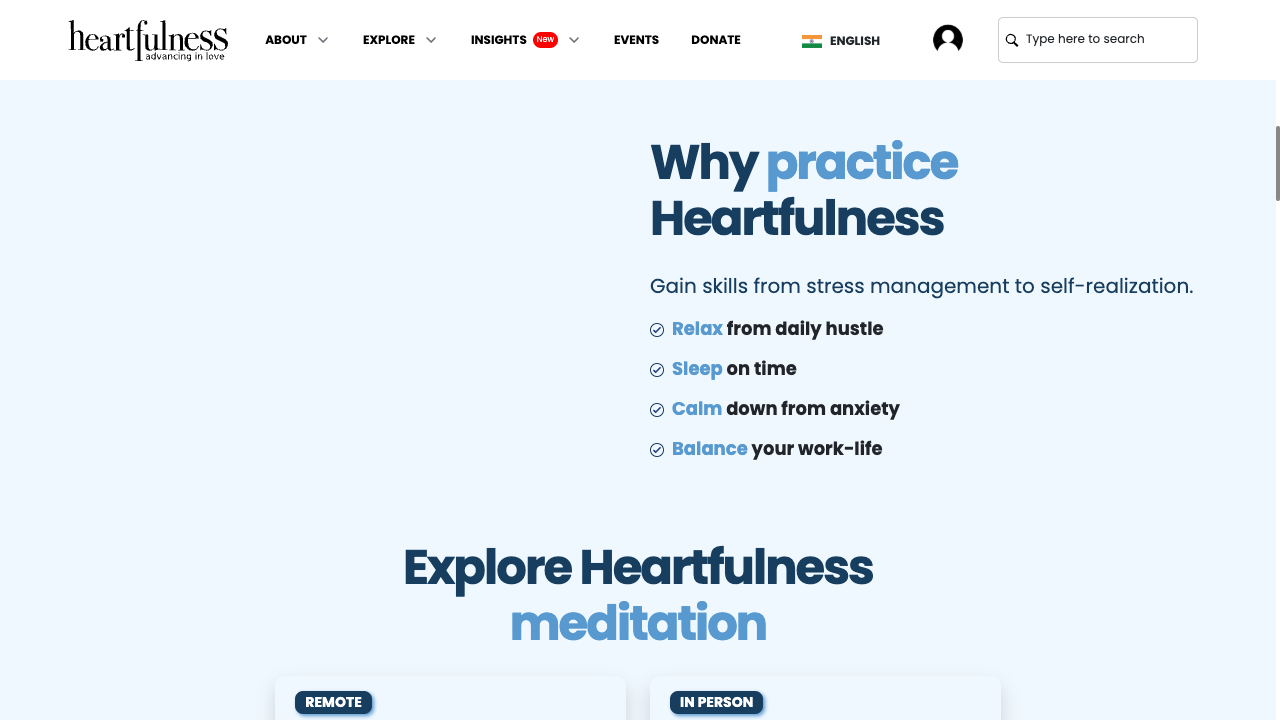 heartfulness
advancing in love
ABOUT
EXPLORE
INSIGHTS New
EVENTS
DONATE
ENGLISH
Type here to search
Why practice
Heartfulness
Gain skills from stress management to self-realization.
Relax from daily hustle
Sleep on time
Calm down from anxiety
Balance your work-life
Explore Heartfulness
meditation
REMOTE
IN PERSON